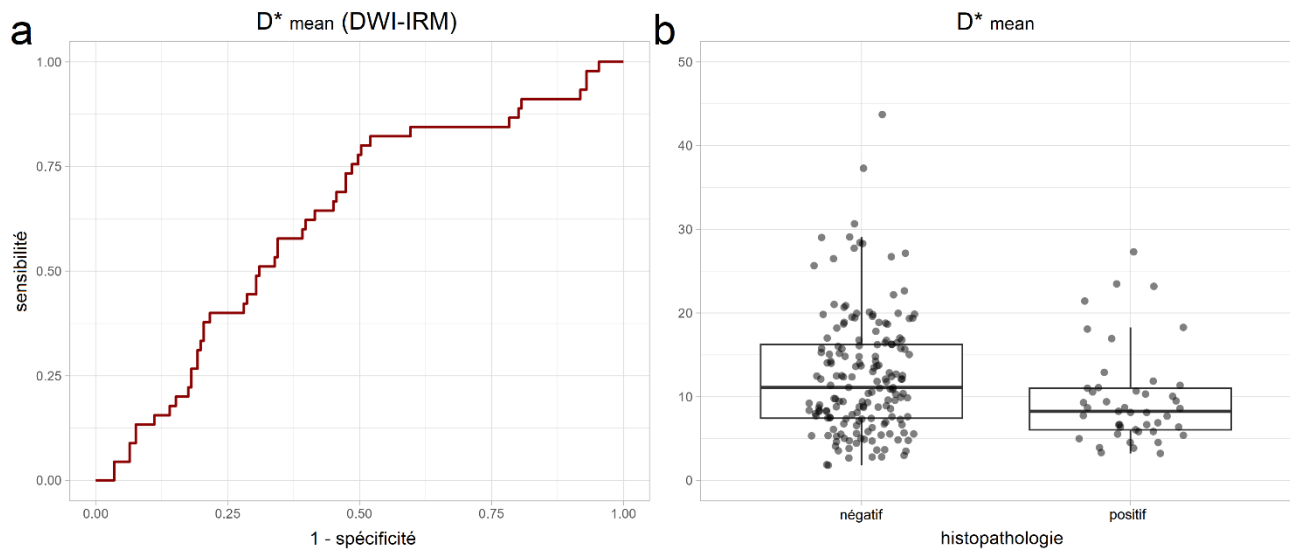 a
D* mean (DWI-IRM)
1.00
0.75
0.50
0.25
0.00
sensibilité
0.00 0.25 0.50 0.75 1.00
1 - spécificité
b
D* mean
50
40
30
20
10
0
négatif positif
histopathologie